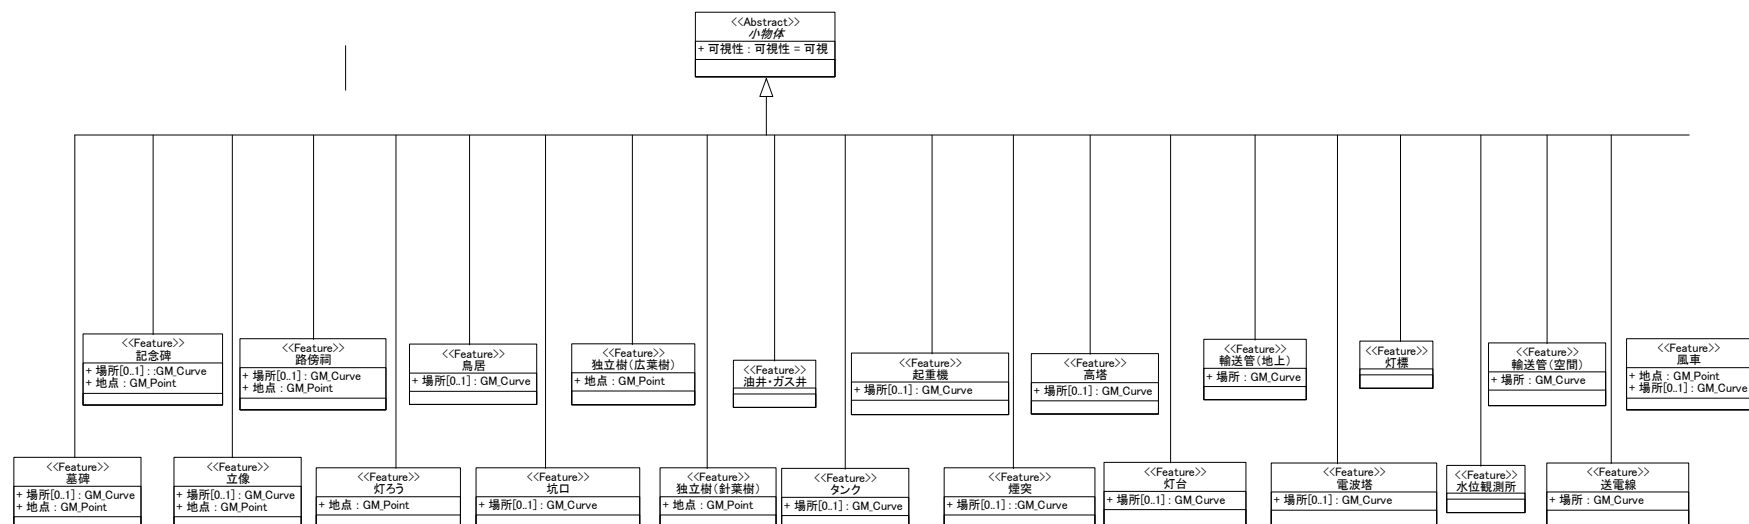 <<Abstract>>
小物体
+ 可視性 : 可視性 = 可視
<<Feature>>
記念碑
+ 場所[0..1] : :GM_Curve
+ 地点 : GM_Point
<<Feature>>
路傍祠
+ 場所[0..1] : GM_Curve
+ 地点 : GM_Point
<<Feature>>
鳥居
+ 場所[0..1] : GM_Curve
<<Feature>>
独立樹(広葉樹)
+ 地点 : GM_Point
<<Feature>>
油井・ガス井
<<Feature>>
起重機
+ 場所[0..1] : GM_Curve
<<Feature>>
高塔
+ 場所[0..1] : GM_Curve
<<Feature>>
輸送管(地上)
+ 場所 : GM_Curve
<<Feature>>
灯標
<<Feature>>
輸送管(空間)
+ 場所 : GM_Curve
<<Feature>>
風車
+ 地点 : GM_Point
+ 場所[0..1] : GM_Curve
<<Feature>>
墓碑
+ 場所[0..1] : GM_Curve
+ 地点 : GM_Point
<<Feature>>
立像
+ 場所[0..1] : GM_Curve
+ 地点 : GM_Point
<<Feature>>
灯ろう
+ 地点 : GM_Point
<<Feature>>
坑口
+ 場所[0..1] : GM_Curve
<<Feature>>
独立樹(針葉樹)
+ 地点 : GM_Point
<<Feature>>
タンク
+ 場所[0..1] : GM_Curve
<<Feature>>
煙突
+ 場所[0..1] : :GM_Curve
<<Feature>>
灯台
+ 場所[0..1] : GM_Curve
<<Feature>>
電波塔
+ 場所[0..1] : GM_Curve
<<Feature>>
水位観測所
<<Feature>>
送電線
+ 場所 : GM_Curve